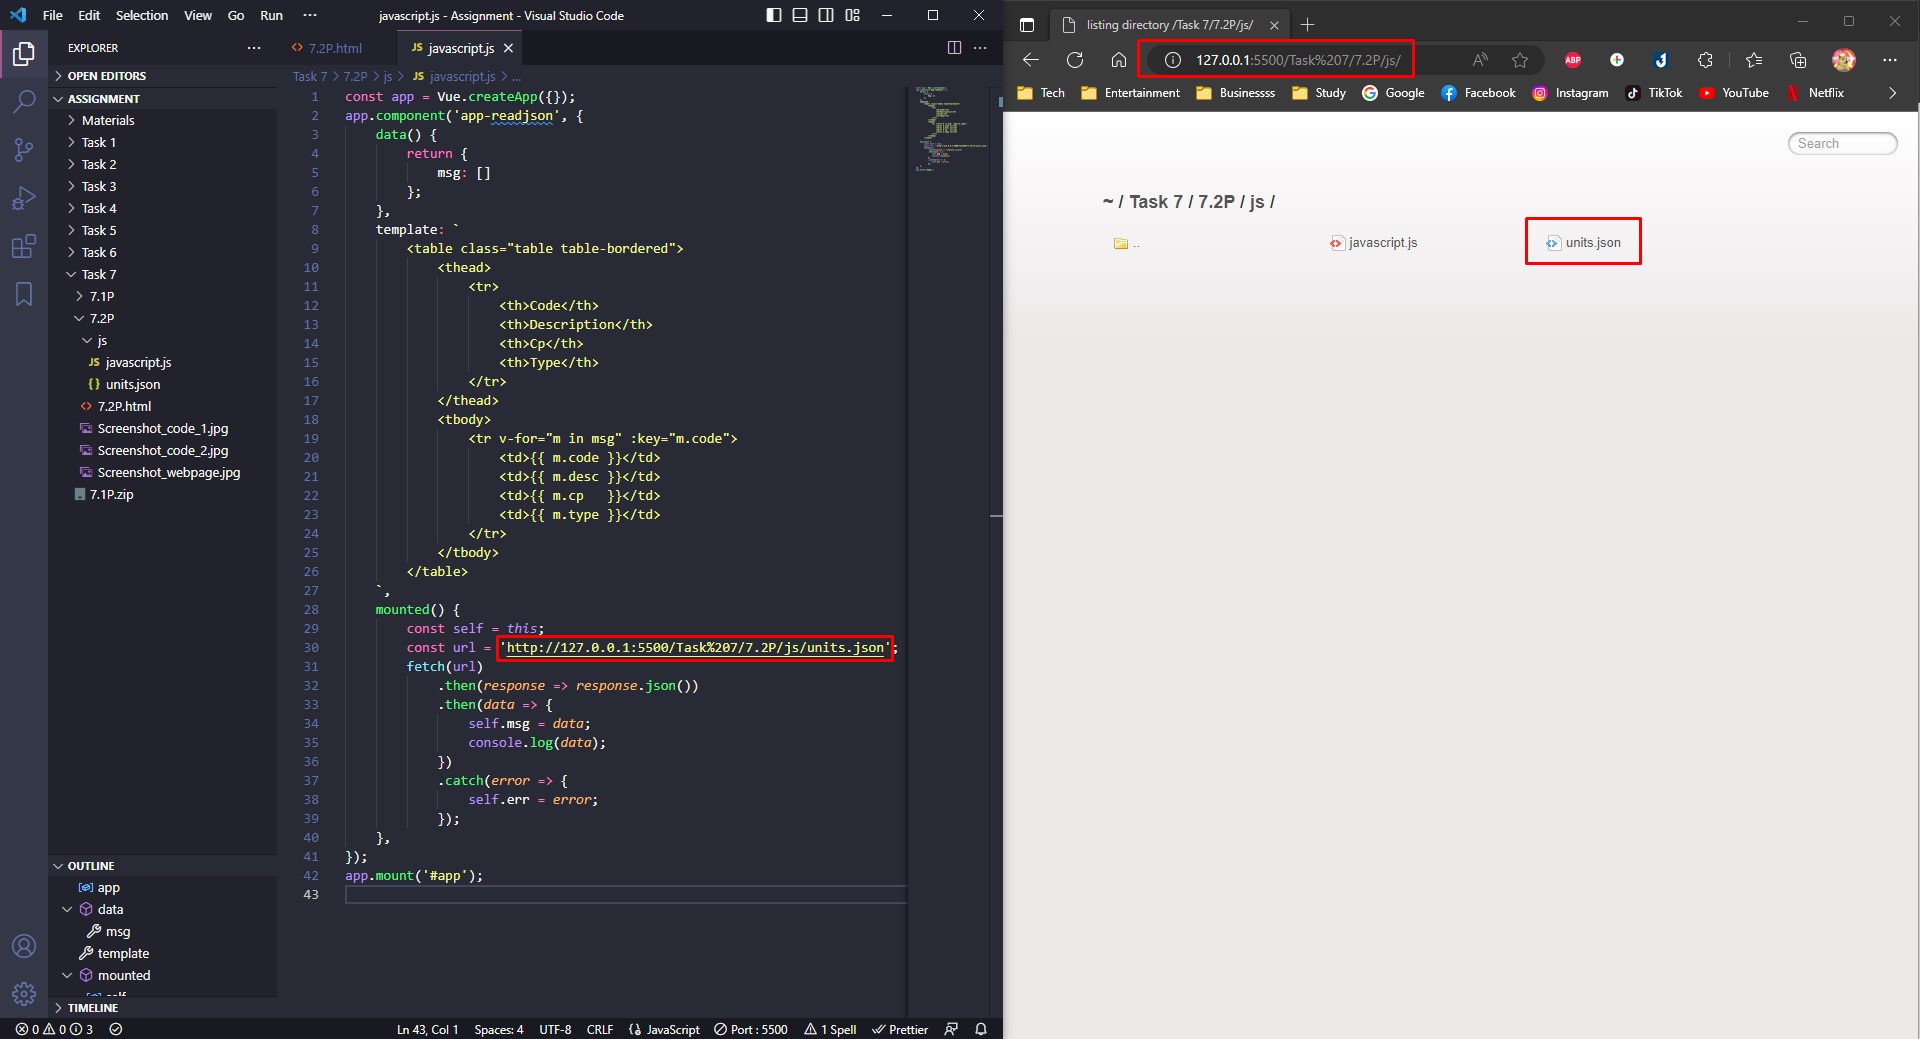 File Edit Selection View Go Run ··· javascript.js - Assignment - Visual Studio Code
EXPLORER ···
OPEN EDITORS
ASSIGNMENT
Materials
Task 1
Task 2
Task 3
Task 4
Task 5
Task 6
Task 7
7.1P
7.2P
js
JS javascript.js
{} units.json
<> 7.2P.html
Screenshot_code_1.jpg
Screenshot_code_2.jpg
Screenshot_webpage.jpg
7.1P.zip
OUTLINE
app
data
msg
template
mounted
TIMELINE
<> 7.2P.html JS javascript.js
Task 7 > 7.2P > js > JS javascript.js > ...
1 const app = Vue.createApp({});
2 app.component('app-readjson', {
3 data() {
4 return {
5 msg: []
6 };
7 },
8 template: `
9 <table class="table table-bordered">
10 <thead>
11 <tr>
12 <th>Code</th>
13 <th>Description</th>
14 <th>Cp</th>
15 <th>Type</th>
16 </tr>
17 </thead>
18 <tbody>
19 <tr v-for="m in msg" :key="m.code">
20 <td>{{ m.code }}</td>
21 <td>{{ m.desc }}</td>
22 <td>{{ m.cp   }}</td>
23 <td>{{ m.type }}</td>
24 </tr>
25 </tbody>
26 </table>
27 `,
28 mounted() {
29 const self = this;
30 const url = 'http://127.0.0.1:5500/Task%207/7.2P/js/units.json';
31 fetch(url)
32 .then(response => response.json())
33 .then(data => {
34 self.msg = data;
35 console.log(data);
36 })
37 .catch(error => {
38 self.err = error;
39 });
40 },
41 });
42 app.mount('#app');
43
0 0 3 Ln 43, Col 1 Spaces: 4 UTF-8 CRLF JavaScript Port : 5500 1 Spell Prettier
listing directory /Task 7/7.2P/js/
127.0.0.1:5500/Task%207/7.2P/js/ ABP
Tech Entertainment Businessss Study Google Facebook Instagram TikTok YouTube Netflix
Search
~ / Task 7 / 7.2P / js /
.. javascript.js units.json